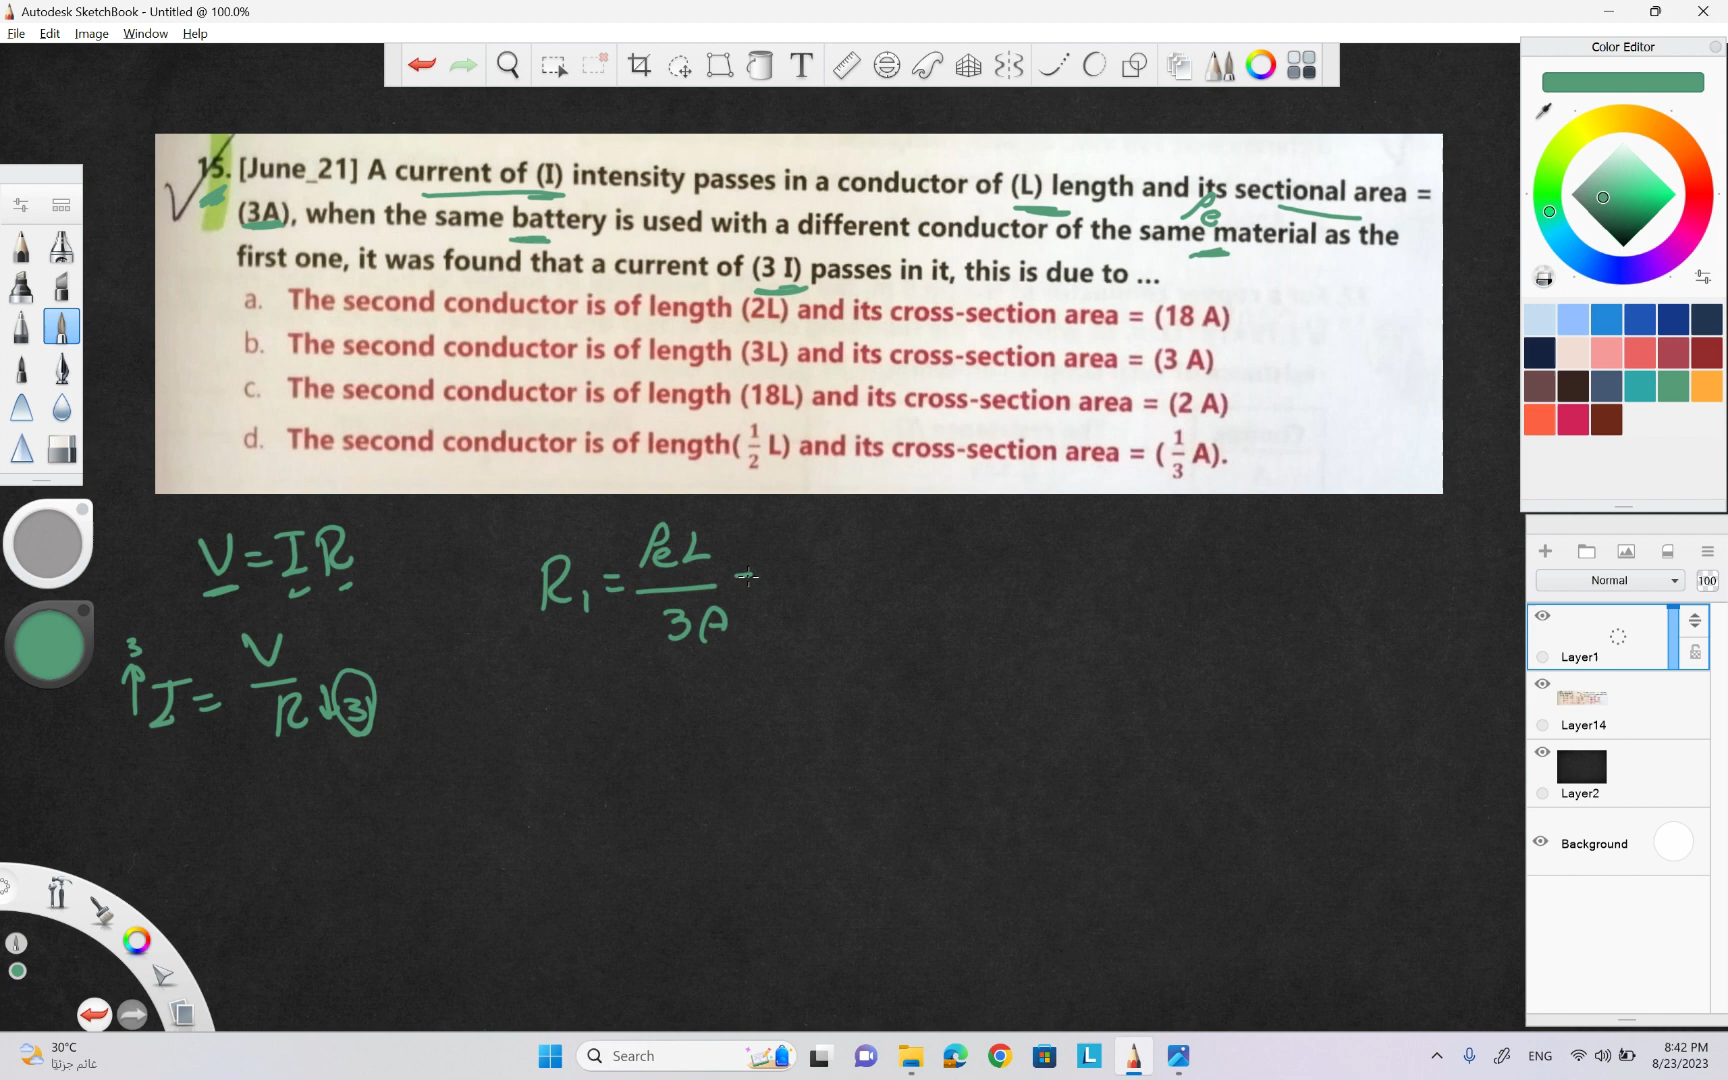 Autodesk SketchBook - Untitled @ 100.0%
File Edit Image Window Help
Color Editor
15. [June_21] A current of (I) intensity passes in a conductor of (L) length and its sectional area =
(3A), when the same battery is used with a different conductor of the same material as the
first one, it was found that a current of (3 I) passes in it, this is due to ...
a. The second conductor is of length (2L) and its cross-section area = (18 A)
b. The second conductor is of length (3L) and its cross-section area = (3 A)
c. The second conductor is of length (18L) and its cross-section area = (2 A)
d. The second conductor is of length( 1/2 L) and its cross-section area = ( 1/3 A).
ρe
V = I R
R₁ = ρe L / 3A
3 ↑ I = V / R ↓ 3
Normal 100
Layer1
Layer14
Layer2
Background
30°C
غائم جزئيًا
Search
ENG
8:42 PM
8/23/2023